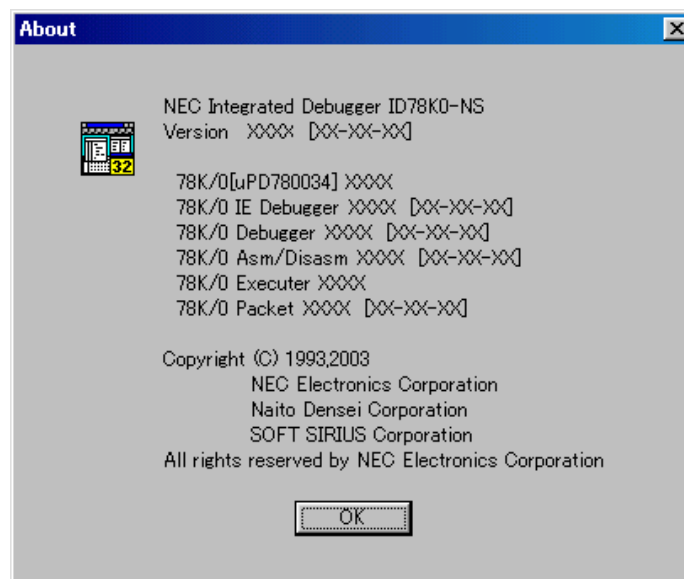 About
NEC Integrated Debugger ID78K0-NS
Version XXXX [XX-XX-XX]
32
78K/0[uPD780034] XXXX
78K/0 IE Debugger XXXX [XX-XX-XX]
78K/0 Debugger XXXX [XX-XX-XX]
78K/0 Asm/Disasm XXXX [XX-XX-XX]
78K/0 Executer XXXX
78K/0 Packet XXXX [XX-XX-XX]
Copyright (C) 1993,2003
NEC Electronics Corporation
Naito Densei Corporation
SOFT SIRIUS Corporation
All rights reserved by NEC Electronics Corporation
OK